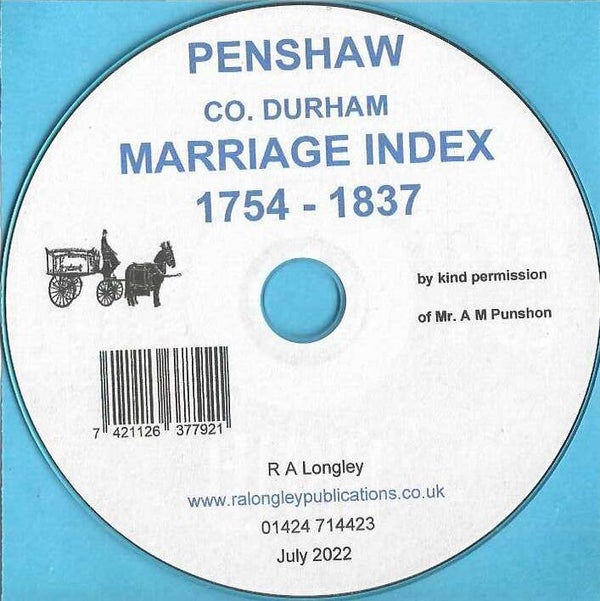 PENSHAW
CO. DURHAM
MARRIAGE INDEX
1754 - 1837
by kind permission
of Mr. A M Punshon
7 421126 377921
R A Longley
www.ralongleypublications.co.uk
01424 714423
July 2022